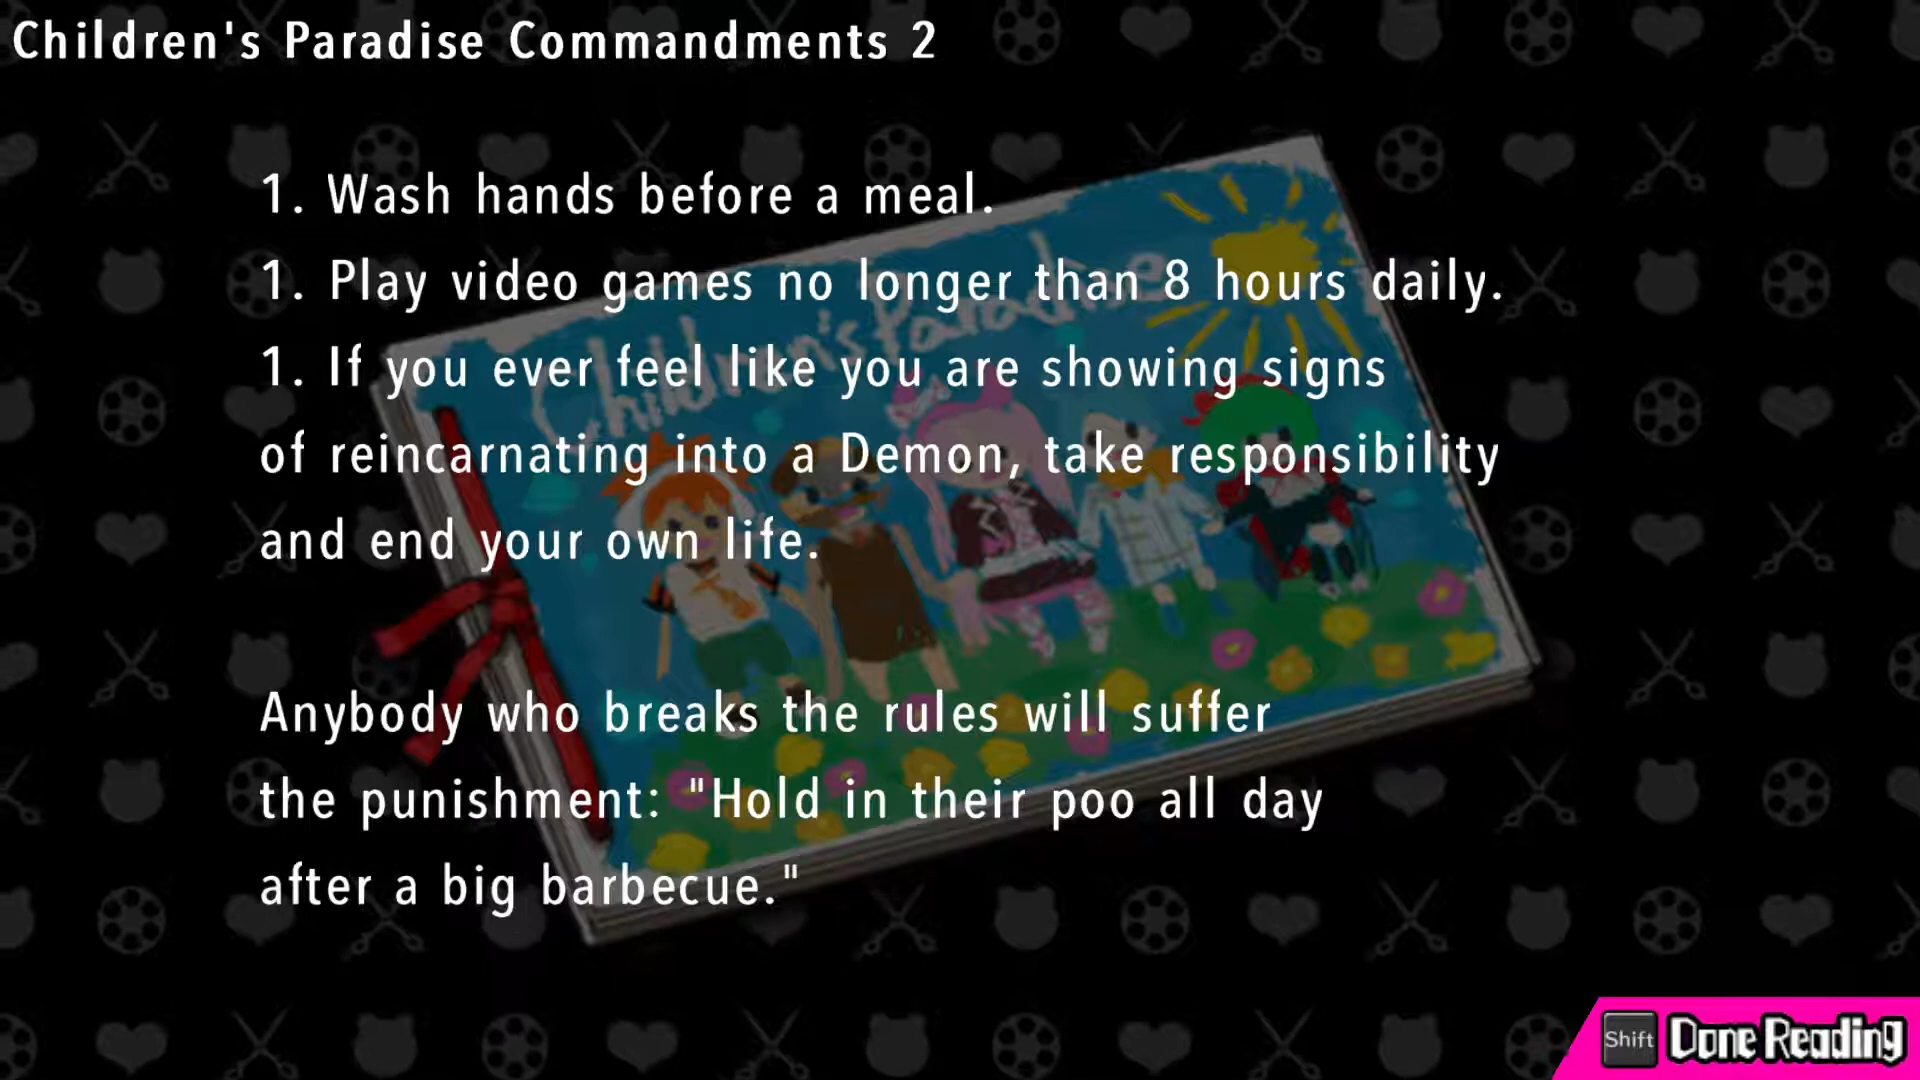 Children's Paradise Commandments 2
1. Wash hands before a meal.
1. Play video games no longer than 8 hours daily.
1. If you ever feel like you are showing signs
of reincarnating into a Demon, take responsibility
and end your own life.
Anybody who breaks the rules will suffer
the punishment: "Hold in their poo all day
after a big barbecue."
Children's Paradise
Shift Done Reading